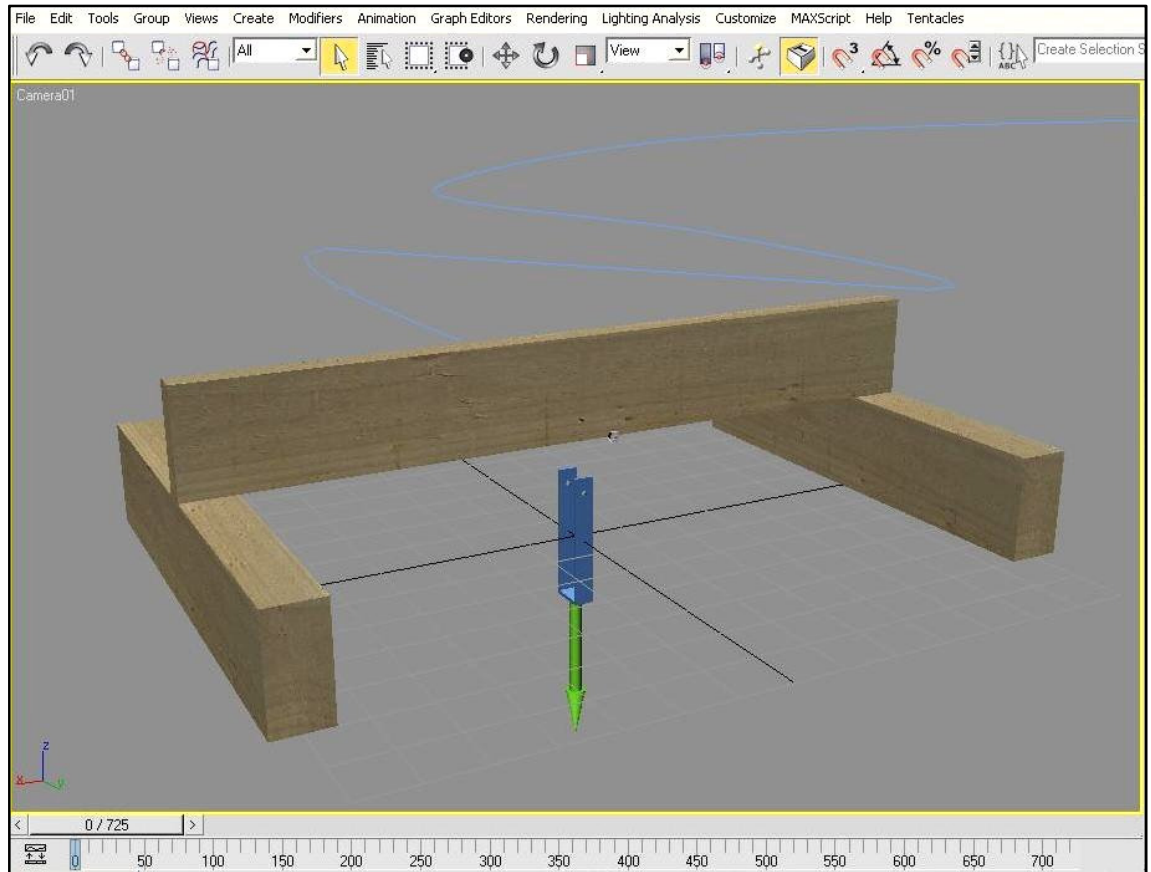 File Edit Tools Group Views Create Modifiers Animation Graph Editors Rendering Lighting Analysis Customize MAXScript Help Tentacles
All View 3 % {} ABC Create Selection S
Camera01
z
x y
< 0 / 725 >
0 50 100 150 200 250 300 350 400 450 500 550 600 650 700